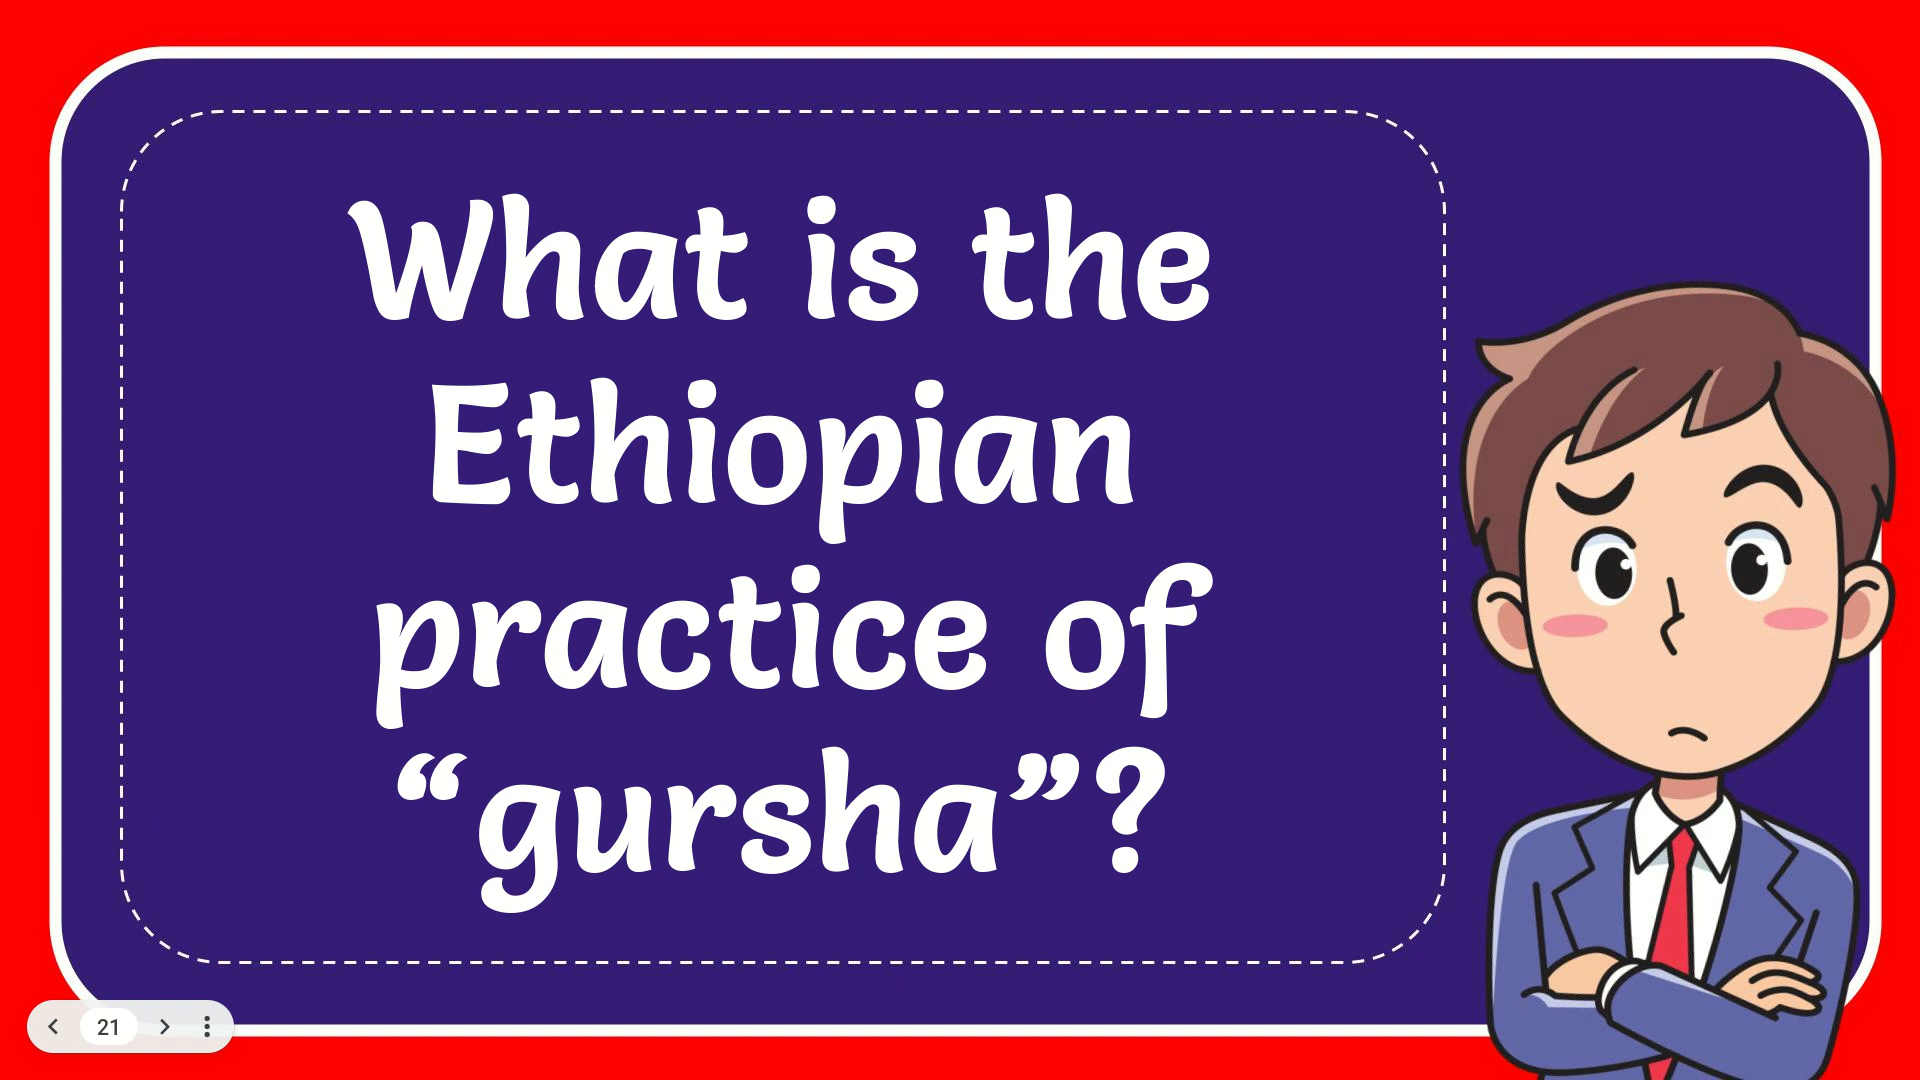 What is the
Ethiopian
practice of
“gursha”?
21